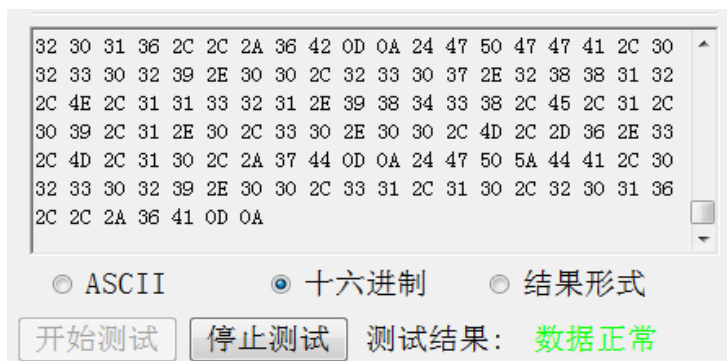 32 30 31 36 2C 2C 2A 36 42 0D 0A 24 47 50 47 47 41 2C 30
32 33 30 32 39 2E 30 30 2C 32 33 30 37 2E 32 38 38 31 32
2C 4E 2C 31 31 33 32 31 2E 39 38 34 33 38 2C 45 2C 31 2C
30 39 2C 31 2E 30 2C 33 30 2E 30 30 2C 4D 2C 2D 36 2E 33
2C 4D 2C 31 30 2C 2A 37 44 0D 0A 24 47 50 5A 44 41 2C 30
32 33 30 32 39 2E 30 30 2C 33 31 2C 31 30 2C 32 30 31 36
2C 2C 2A 36 41 0D 0A
ASCII 十六进制 结果形式
开始测试 停止测试 测试结果: 数据正常